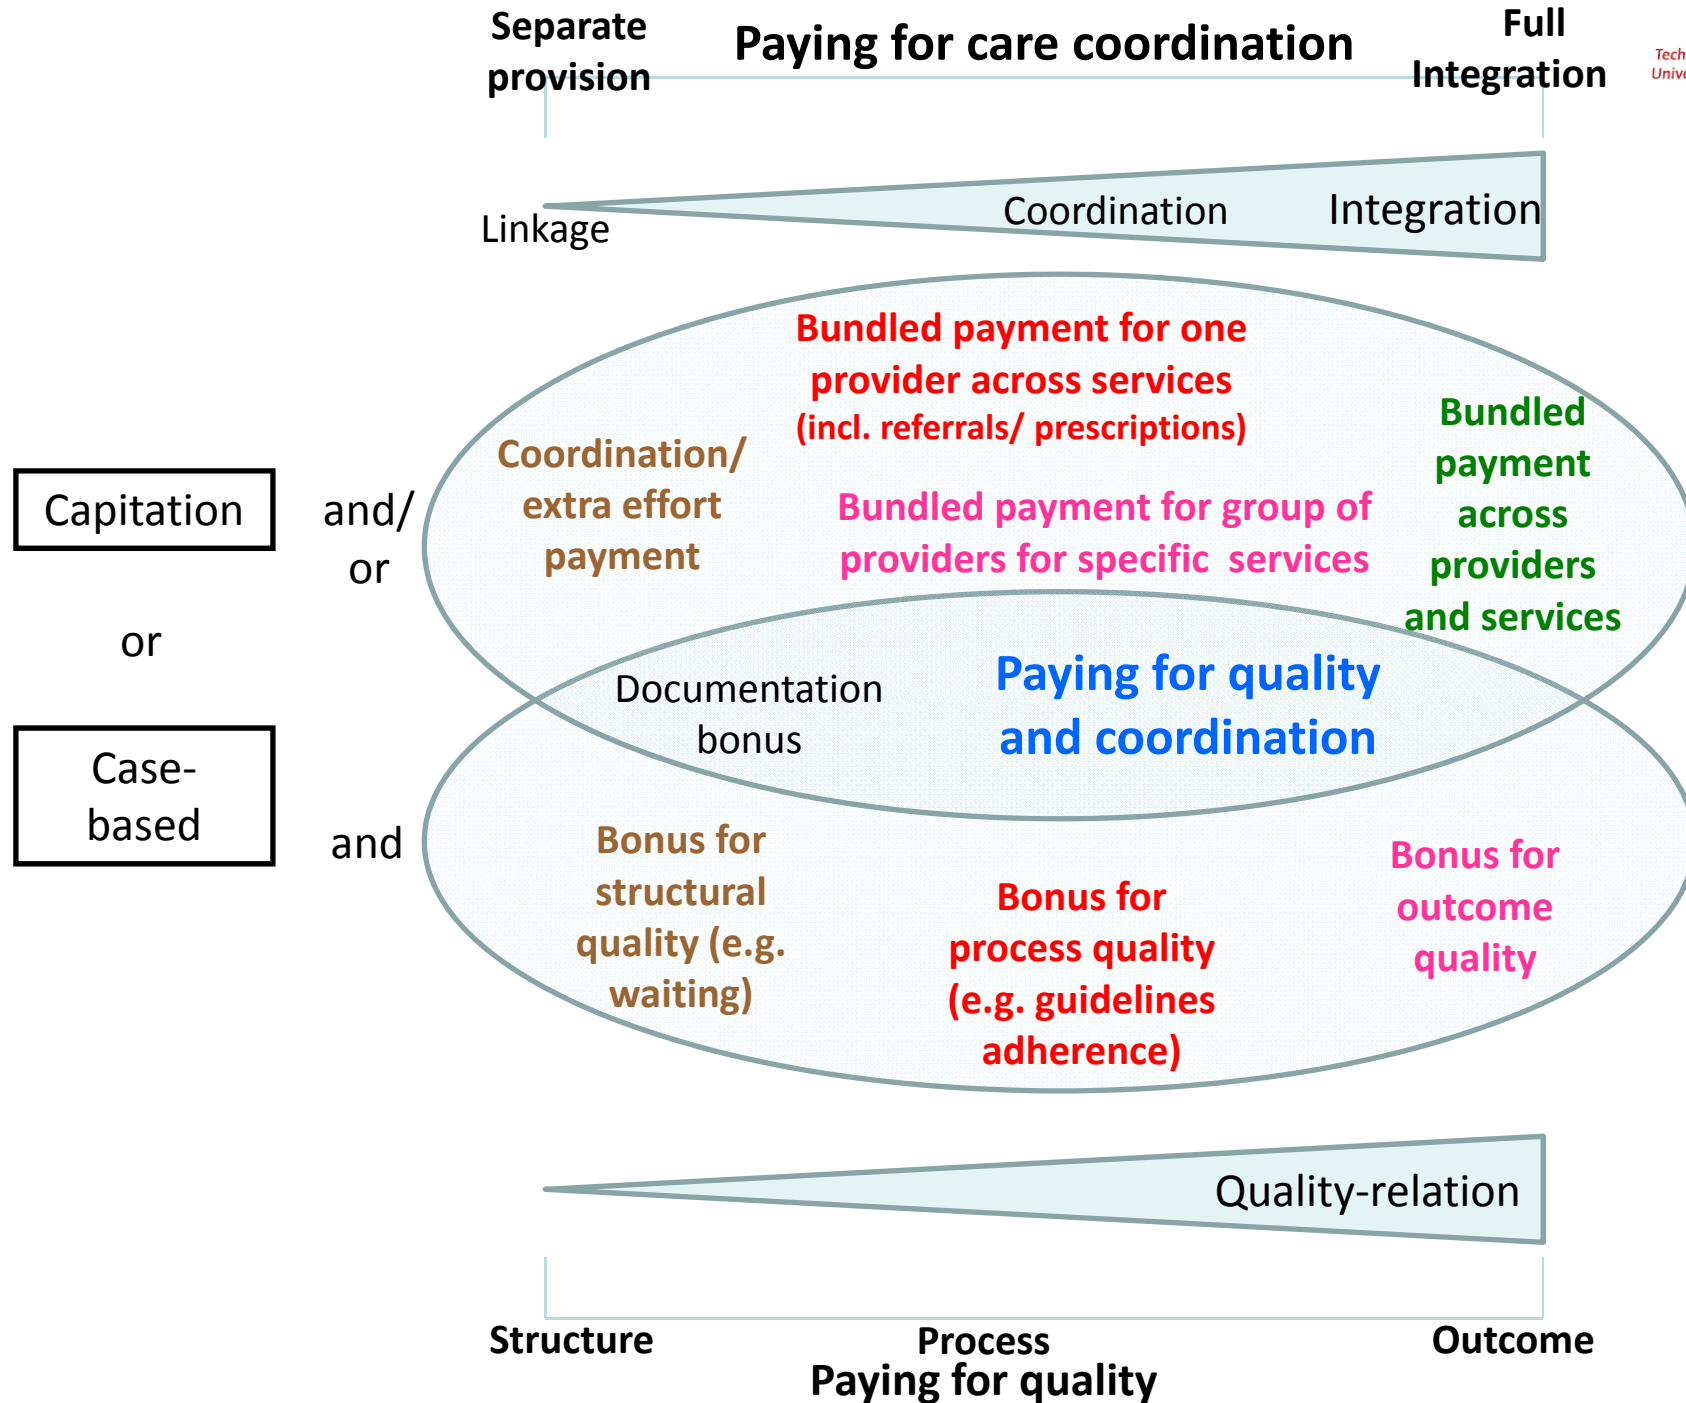 Separate
provision
Paying for care coordination
Full
Integration
Linkage
Coordination
Integration
Bundled payment for one
provider across services
(incl. referrals/ prescriptions)
Coordination/
extra effort
payment
Bundled payment for group of
providers for specific services
Bundled
payment
across
providers
and services
Capitation
and/
or
or
Case-
based
and
Documentation
bonus
Paying for quality
and coordination
Bonus for
structural
quality (e.g.
waiting)
Bonus for
process quality
(e.g. guidelines
adherence)
Bonus for
outcome
quality
Quality-relation
Structure
Process
Outcome
Paying for quality